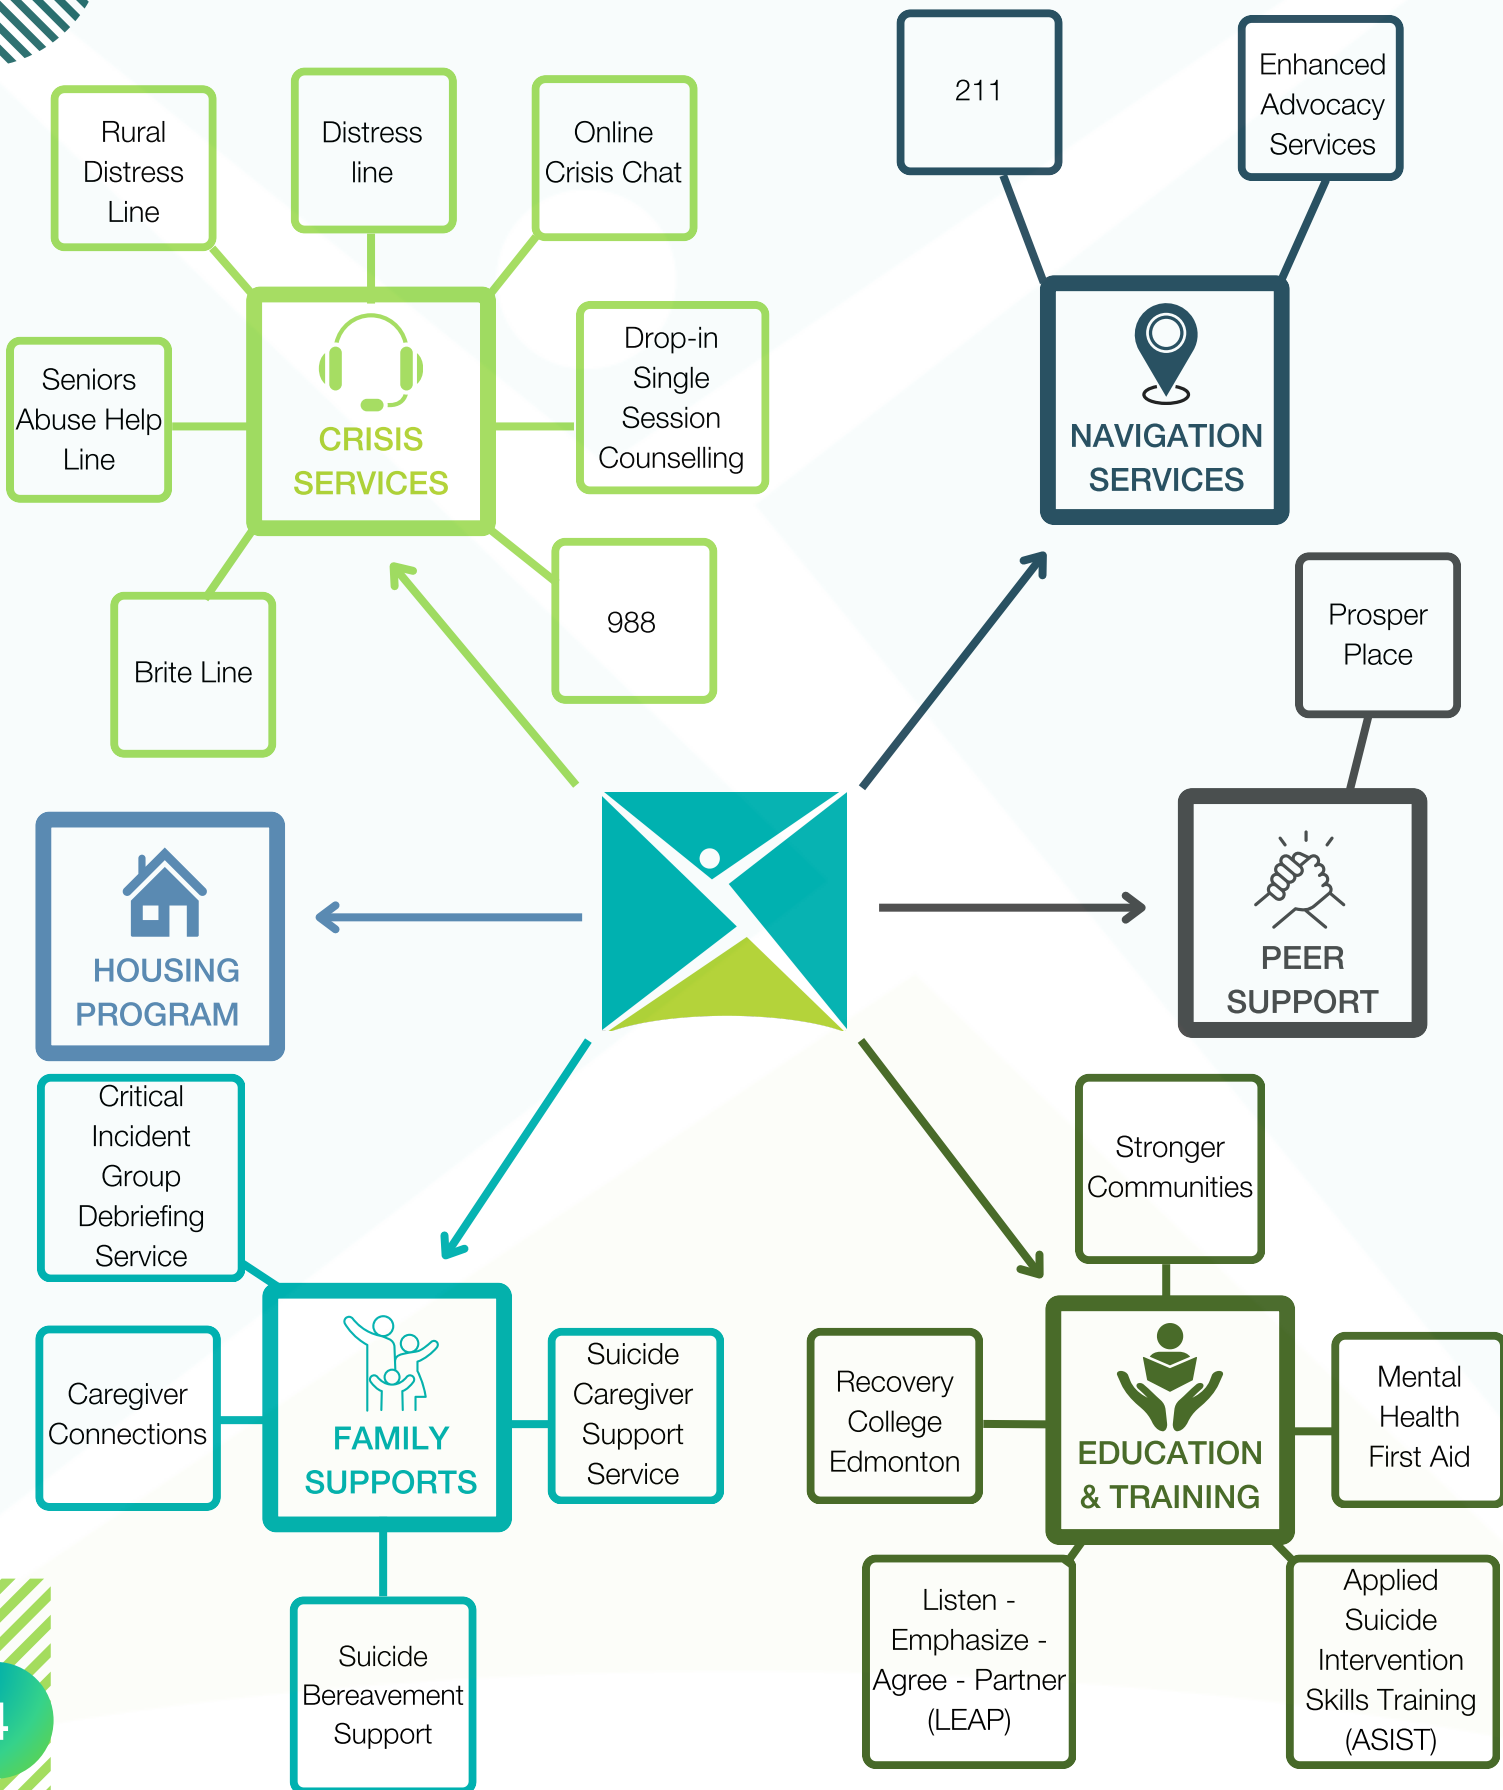 Rural
Distress
Line
Distress
line
Online
Crisis Chat
Seniors
Abuse Help
Line
CRISIS
SERVICES
Drop-in
Single
Session
Counselling
Brite Line
988
211
Enhanced
Advocacy
Services
NAVIGATION
SERVICES
Prosper
Place
PEER
SUPPORT
HOUSING
PROGRAM
Critical
Incident
Group
Debriefing
Service
Caregiver
Connections
FAMILY
SUPPORTS
Suicide
Caregiver
Support
Service
Suicide
Bereavement
Support
Stronger
Communities
Recovery
College
Edmonton
EDUCATION
& TRAINING
Mental
Health
First Aid
Listen -
Emphasize -
Agree - Partner
(LEAP)
Applied
Suicide
Intervention
Skills Training
(ASIST)
4